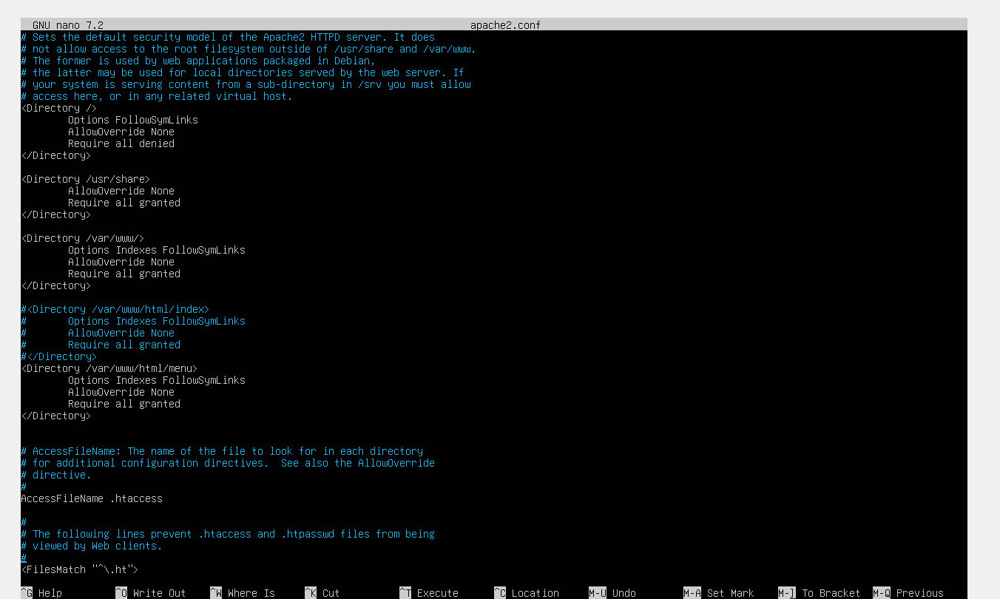 GNU nano 7.2 apache2.conf
# Sets the default security model of the Apache2 HTTPD server. It does
# not allow access to the root filesystem outside of /usr/share and /var/www.
# The former is used by web applications packaged in Debian,
# the latter may be used for local directories served by the web server. If
# your system is serving content from a sub-directory in /srv you must allow
# access here, or in any related virtual host.
<Directory />
        Options FollowSymLinks
        AllowOverride None
        Require all denied
</Directory>

<Directory /usr/share>
        AllowOverride None
        Require all granted
</Directory>

<Directory /var/www/>
        Options Indexes FollowSymLinks
        AllowOverride None
        Require all granted
</Directory>

#<Directory /var/www/html/index>
#       Options Indexes FollowSymLinks
#       AllowOverride None
#       Require all granted
#</Directory>
<Directory /var/www/html/menu>
        Options Indexes FollowSymLinks
        AllowOverride None
        Require all granted
</Directory>


# AccessFileName: The name of the file to look for in each directory
# for additional configuration directives.  See also the AllowOverride
# directive.
#
AccessFileName .htaccess

#
# The following lines prevent .htaccess and .htpasswd files from being
# viewed by Web clients.
#
<FilesMatch "^\.ht">

^G Help ^O Write Out ^W Where Is ^K Cut ^T Execute ^C Location M-U Undo M-A Set Mark M-] To Bracket M-Q Previous